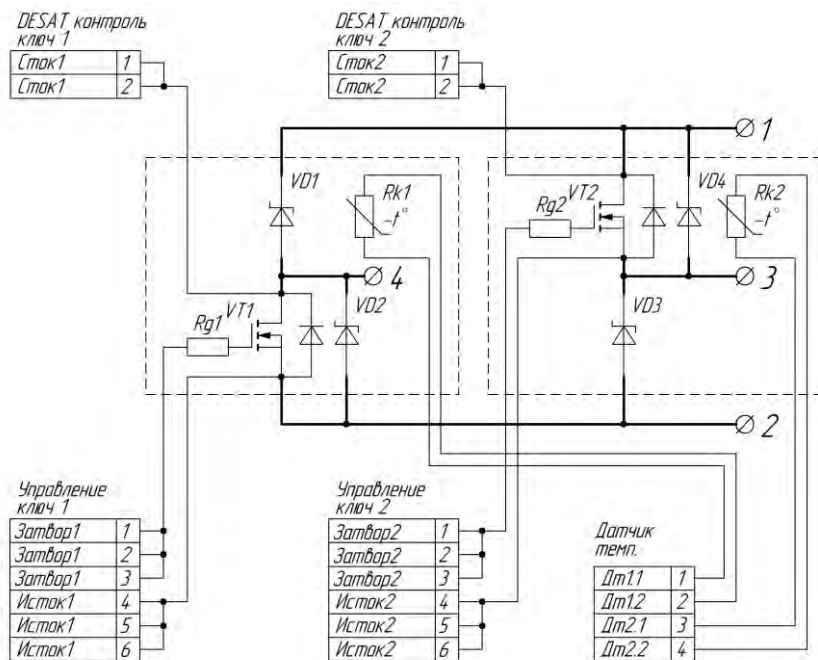 DESAT контроль
ключ 1
Сток1 1
Сток1 2
DESAT контроль
ключ 2
Сток2 1
Сток2 2
1
VD1
Rk1
-t°
4
VD2
Rg1
VT1
Rg2
VT2
VD4
Rk2
-t°
3
VD3
2
Управление
ключ 1
Затвор1 1
Затвор1 2
Затвор1 3
Исток1 4
Исток1 5
Исток1 6
Управление
ключ 2
Затвор2 1
Затвор2 2
Затвор2 3
Исток2 4
Исток2 5
Исток2 6
Датчик
темп.
Дт1.1 1
Дт1.2 2
Дт2.1 3
Дт2.2 4